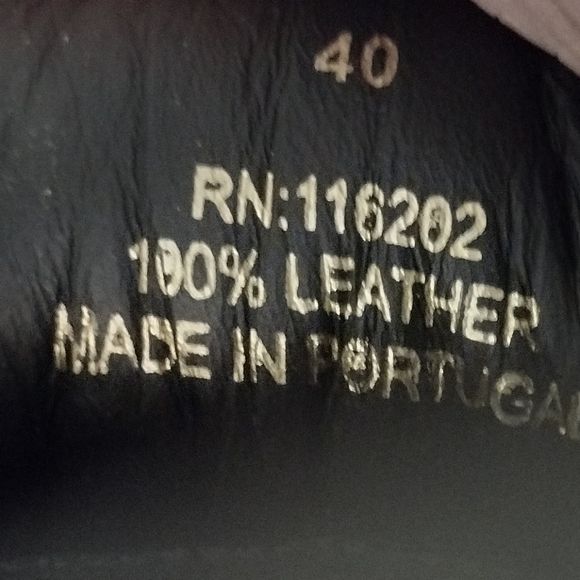 40
RN:116202
100% LEATHER
MADE IN PORTUGAL